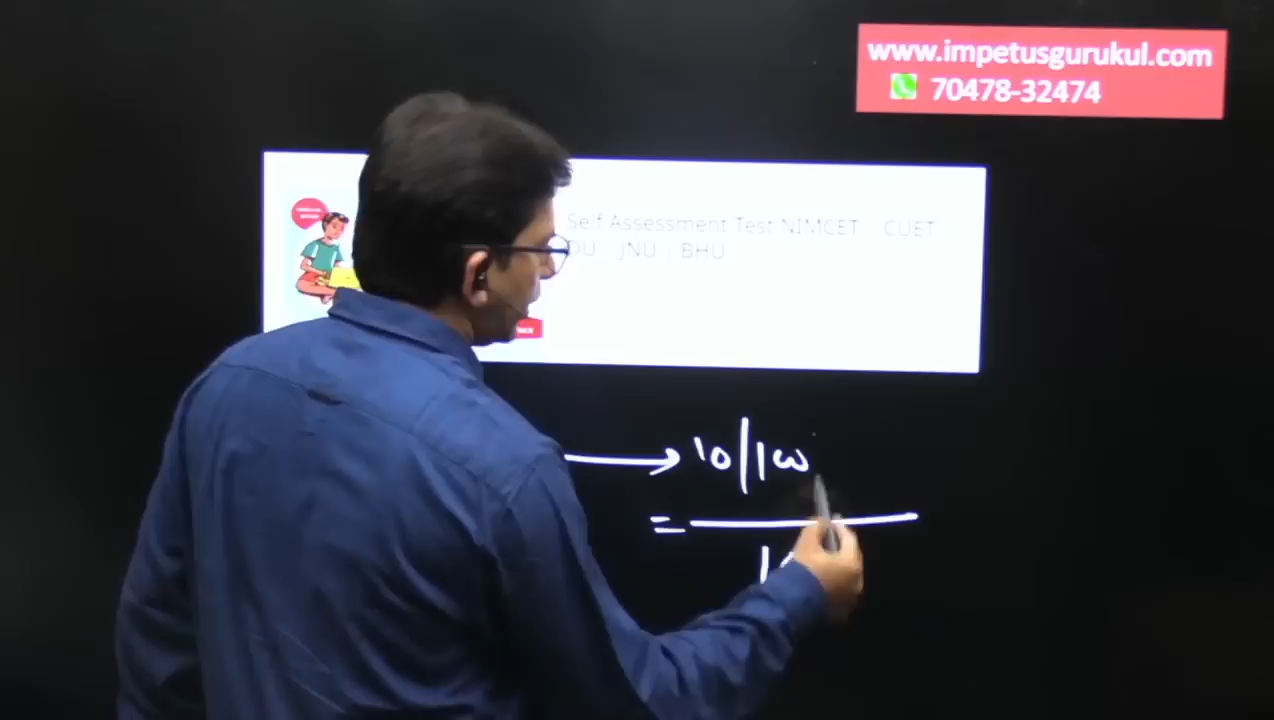 www.impetusgurukul.com
70478-32474
Self Assessment Test NIMCET CUET
DU JNU | BHU
10/100
=